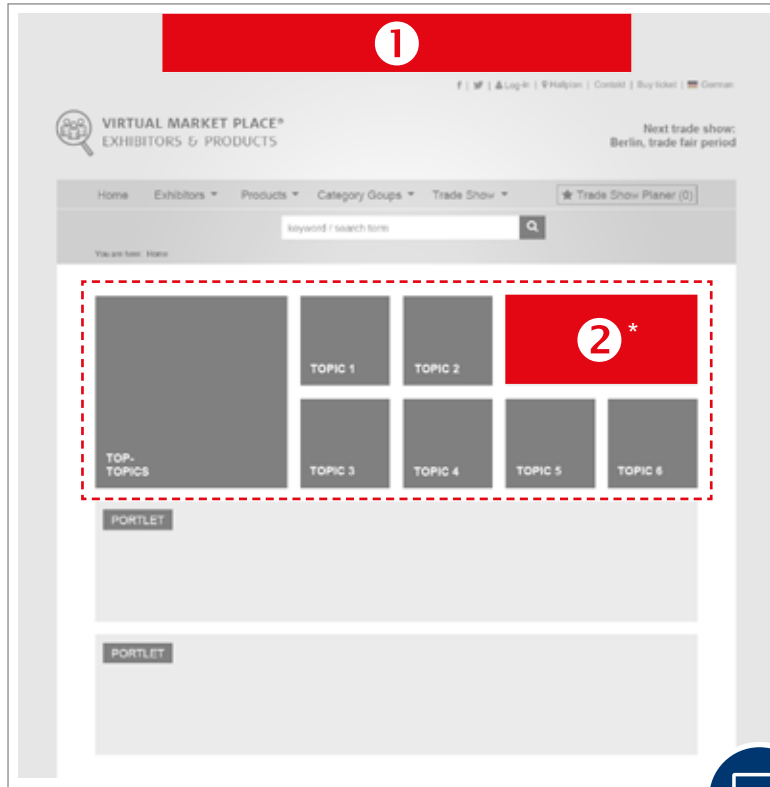 1
f | | Log-in | Hallplan | Contakt | Buy ticket | German
VIRTUAL MARKET PLACE®
EXHIBITORS & PRODUCTS
Next trade show:
Berlin, trade fair period
Home Exhibitors Products Category Goups Trade Show Trade Show Planer (0)
keyword / search term
You are here: Home
2 *
TOPIC 1 TOPIC 2
TOP-
TOPICS TOPIC 3 TOPIC 4 TOPIC 5 TOPIC 6
PORTLET
PORTLET